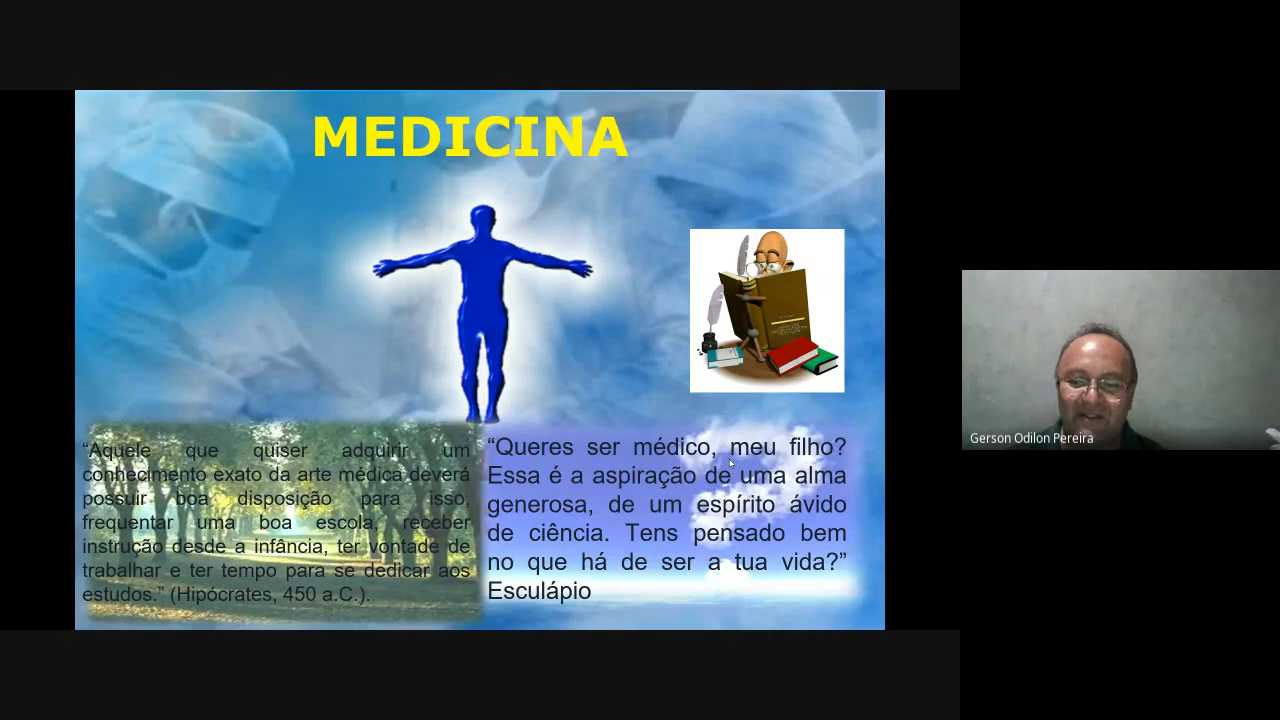 MEDICINA
“Aquele que quiser adquirir um
conhecimento exato da arte médica deverá
possuir boa disposição para isso,
frequentar uma boa escola, receber
instrução desde a infância, ter vontade de
trabalhar e ter tempo para se dedicar aos
estudos.” (Hipócrates, 450 a.C.).
“Queres ser médico, meu filho?
Essa é a aspiração de uma alma
generosa, de um espírito ávido
de ciência. Tens pensado bem
no que há de ser a tua vida?”
Esculápio
Gerson Odilon Pereira